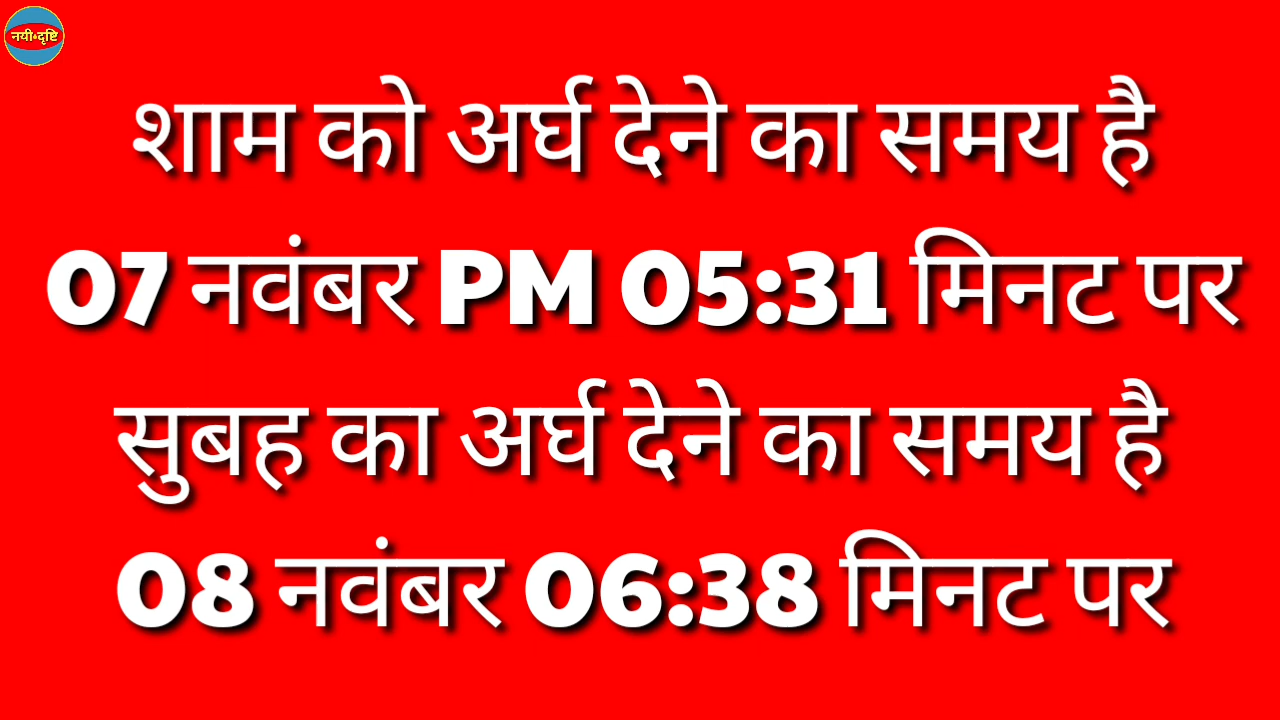 नयी दृष्टि
शाम को अर्घ देने का समय है
07 नवंबर PM 05:31 मिनट पर
सुबह का अर्घ देने का समय है
08 नवंबर 06:38 मिनट पर